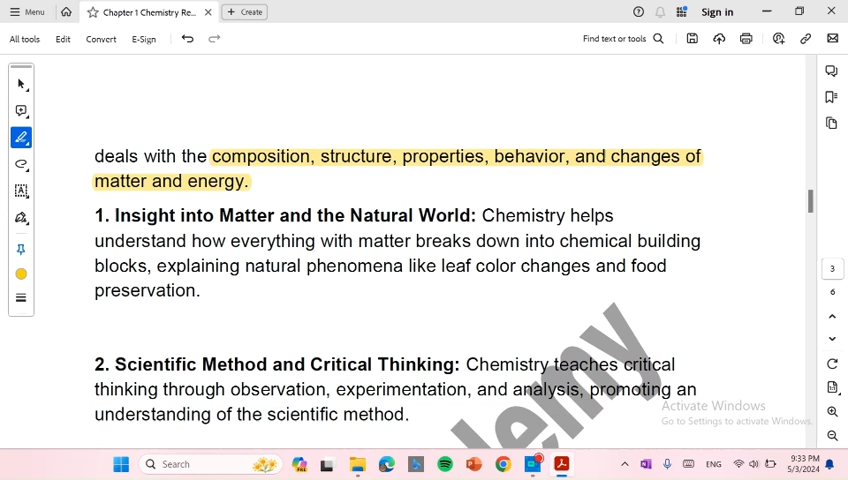 Menu
Chapter 1 Chemistry Re...
Create
Sign in
All tools Edit Convert E-Sign
Find text or tools
deals with the composition, structure, properties, behavior, and changes of
matter and energy.
1. Insight into Matter and the Natural World: Chemistry helps
understand how everything with matter breaks down into chemical building
blocks, explaining natural phenomena like leaf color changes and food
preservation.
2. Scientific Method and Critical Thinking: Chemistry teaches critical
thinking through observation, experimentation, and analysis, promoting an
understanding of the scientific method.
demy
3
6
Activate Windows
Go to Settings to activate Windows.
Search
ENG
9:33 PM
5/3/2024